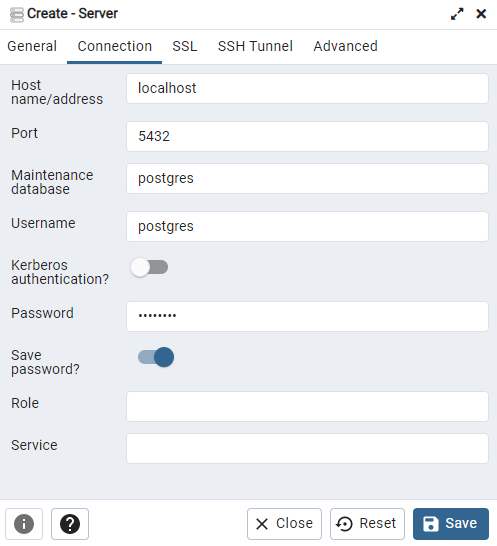 Create - Server
General Connection SSL SSH Tunnel Advanced
Host
name/address
localhost
Port
5432
Maintenance
database
postgres
Username
postgres
Kerberos
authentication?
Password
••••••••
Save
password?
Role
Service
Close Reset Save